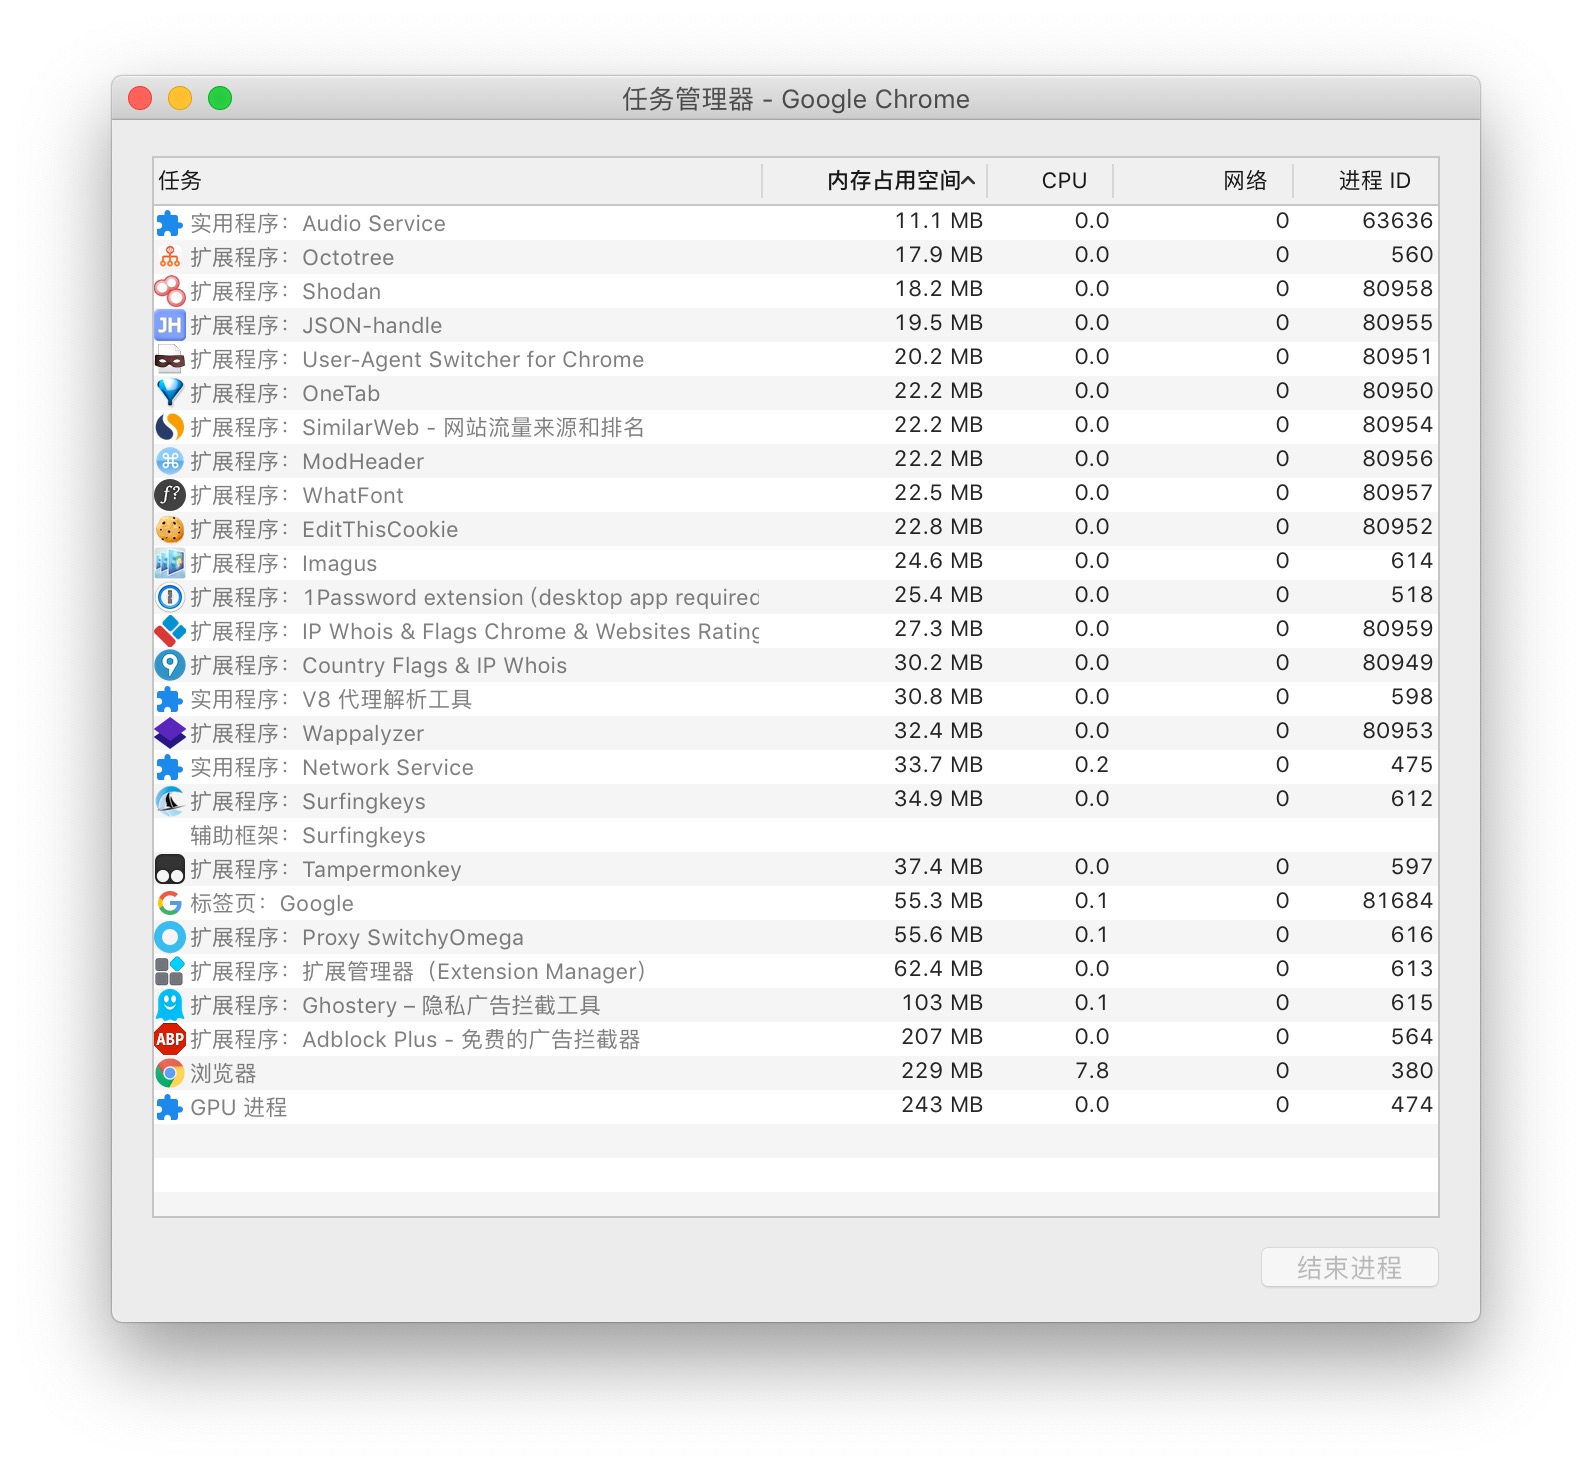 任务管理器 - Google Chrome
任务 内存占用空间 CPU 网络 进程 ID
实用程序： Audio Service 11.1 MB 0.0 0 63636
扩展程序： Octotree 17.9 MB 0.0 0 560
扩展程序： Shodan 18.2 MB 0.0 0 80958
JH 扩展程序： JSON-handle 19.5 MB 0.0 0 80955
扩展程序： User-Agent Switcher for Chrome 20.2 MB 0.0 0 80951
扩展程序： OneTab 22.2 MB 0.0 0 80950
扩展程序： SimilarWeb - 网站流量来源和排名 22.2 MB 0.0 0 80954
扩展程序： ModHeader 22.2 MB 0.0 0 80956
f? 扩展程序： WhatFont 22.5 MB 0.0 0 80957
扩展程序： EditThisCookie 22.8 MB 0.0 0 80952
扩展程序： Imagus 24.6 MB 0.0 0 614
扩展程序： 1Password extension (desktop app required 25.4 MB 0.0 0 518
扩展程序： IP Whois & Flags Chrome & Websites Rating 27.3 MB 0.0 0 80959
扩展程序： Country Flags & IP Whois 30.2 MB 0.0 0 80949
实用程序： V8 代理解析工具 30.8 MB 0.0 0 598
扩展程序： Wappalyzer 32.4 MB 0.0 0 80953
实用程序： Network Service 33.7 MB 0.2 0 475
扩展程序： Surfingkeys 34.9 MB 0.0 0 612
辅助框架： Surfingkeys
扩展程序： Tampermonkey 37.4 MB 0.0 0 597
标签页： Google 55.3 MB 0.1 0 81684
扩展程序： Proxy SwitchyOmega 55.6 MB 0.1 0 616
扩展程序： 扩展管理器（Extension Manager） 62.4 MB 0.0 0 613
扩展程序： Ghostery – 隐私广告拦截工具 103 MB 0.1 0 615
ABP 扩展程序： Adblock Plus - 免费的广告拦截器 207 MB 0.0 0 564
浏览器 229 MB 7.8 0 380
GPU 进程 243 MB 0.0 0 474
结束进程